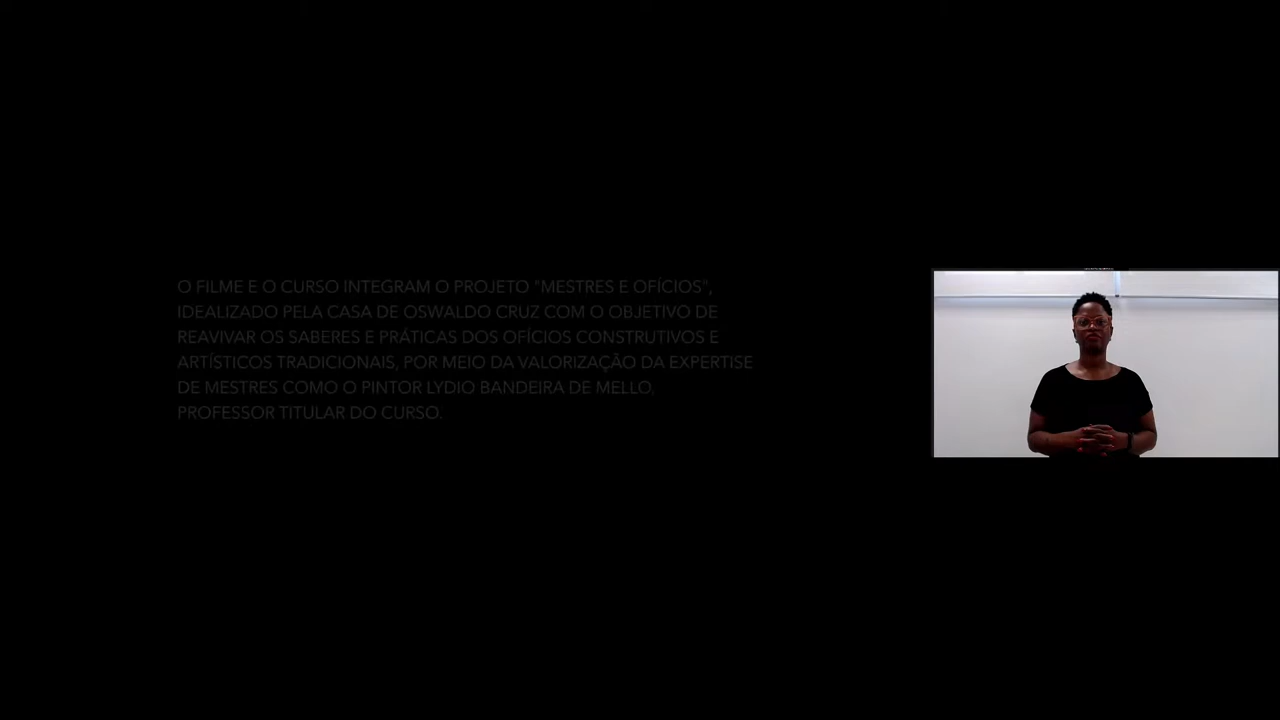 O FILME E O CURSO INTEGRAM O PROJETO "MESTRES E OFÍCIOS",
IDEALIZADO PELA CASA DE OSWALDO CRUZ COM O OBJETIVO DE
REAVIVAR OS SABERES E PRÁTICAS DOS OFÍCIOS CONSTRUTIVOS E
ARTÍSTICOS TRADICIONAIS, POR MEIO DA VALORIZAÇÃO DA EXPERTISE
DE MESTRES COMO O PINTOR LYDIO BANDEIRA DE MELLO,
PROFESSOR TITULAR DO CURSO.